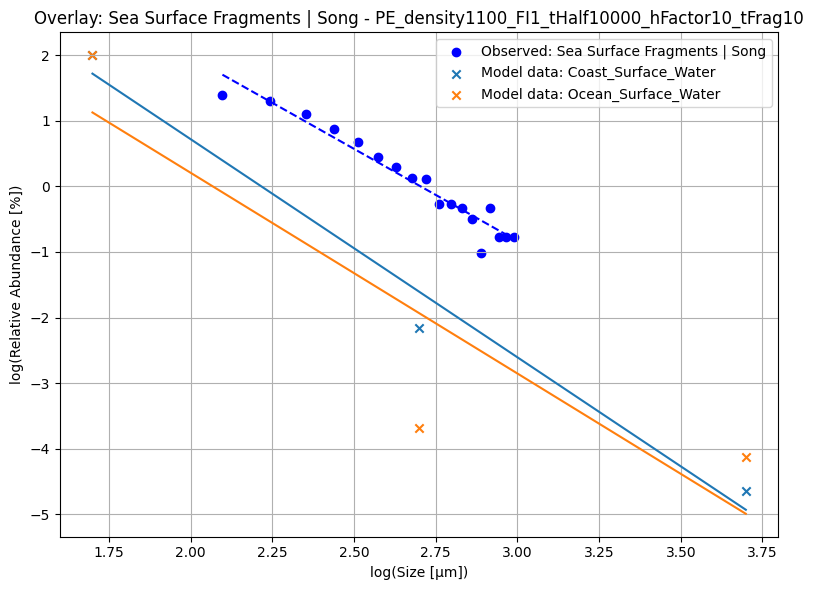 Overlay: Sea Surface Fragments | Song - PE_density1100_FI1_tHalf10000_hFactor10_tFrag10
Observed: Sea Surface Fragments | Song
Model data: Coast_Surface_Water
Model data: Ocean_Surface_Water
log(Relative Abundance [%])
2
1
0
−1
−2
−3
−4
−5
1.75
2.00
2.25
2.50
2.75
3.00
3.25
3.50
3.75
log(Size [μm])